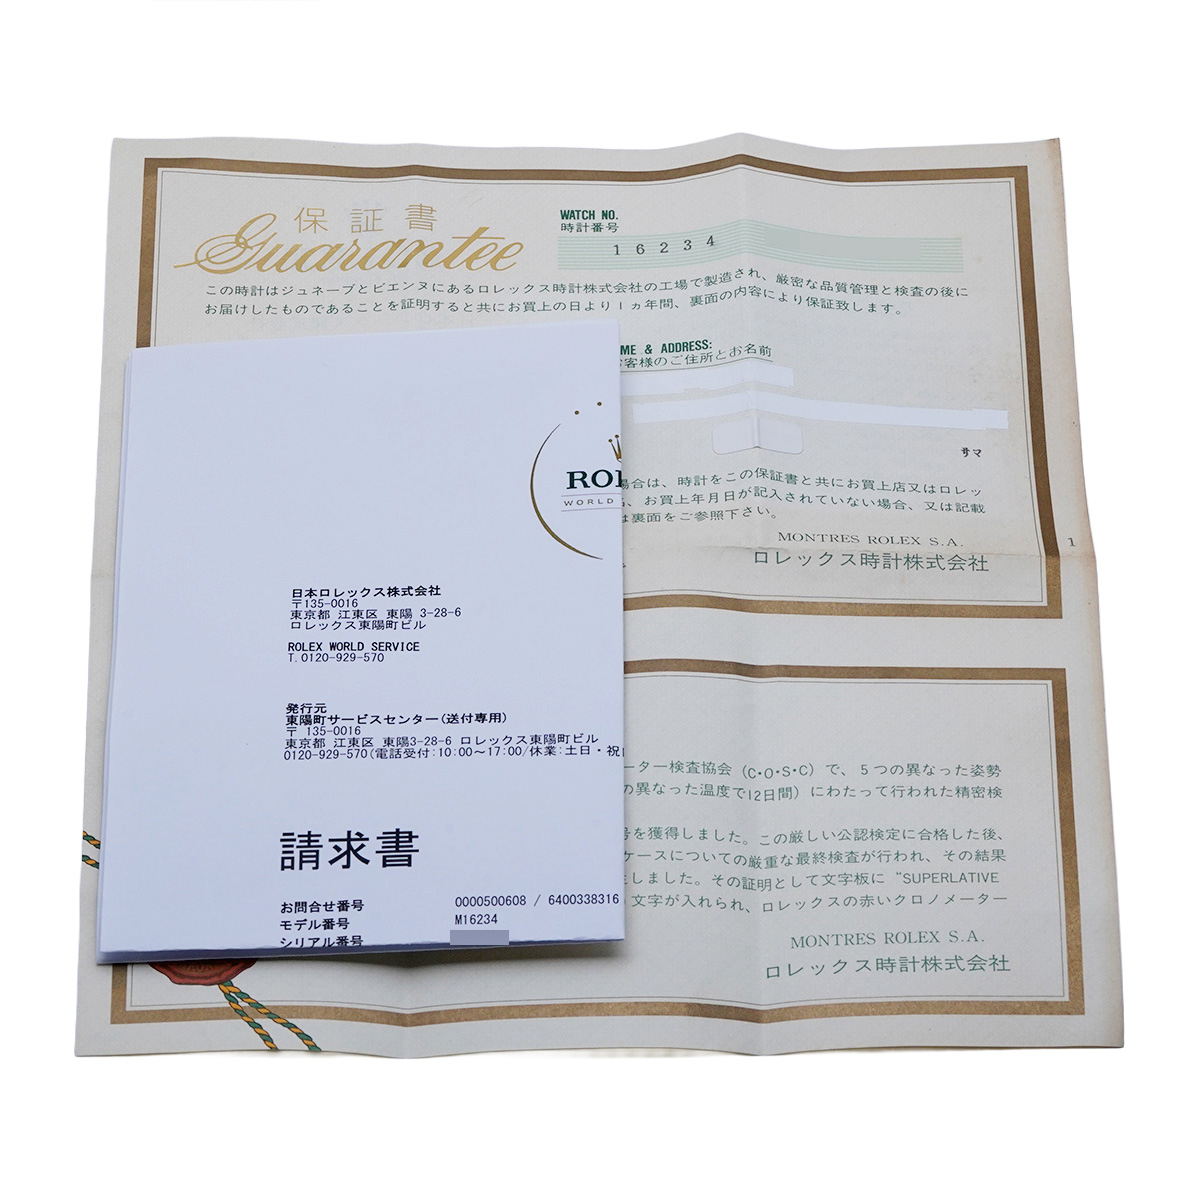 保証書
Guarantee
WATCH NO.
時計番号
16234
この時計はジュネーブとビエンヌにあるロレックス時計株式会社の工場で製造され、厳密な品質管理と検査の後に
お届けしたものであることを証明すると共にお買上の日より1ヵ年間、裏面の内容により保証致します。
ME & ADDRESS:
客様のご住所とお名前
サマ
場合は、時計をこの保証書と共にお買上店又はロレッ
、お買上年月日が記入されていない場合、又は記載
は裏面をご参照下さい。
MONTRES ROLEX S.A.
ロレックス時計株式会社
1
ROL
WORLD
日本ロレックス株式会社
〒135-0016
東京都 江東区 東陽 3-28-6
ロレックス東陽町ビル
ROLEX WORLD SERVICE
T. 0120-929-570
発行元
東陽町サービスセンター(送付専用)
〒 135-0016
東京都 江東区 東陽3-28-6 ロレックス東陽町ビル
0120-929-570(電話受付:10:00～17:00/休業:土日・祝
請求書
お問合せ番号 0000500608 / 6400338316
モデル番号 M16234
シリアル番号
ーター検査協会(C·O·S·C)で、5つの異なった姿勢
の異なった温度で12日間)にわたって行われた精密検
号を獲得しました。この厳しい公認検定に合格した後、
ケースについての厳重な最終検査が行われ、その結果
しました。その証明として文字板に“SUPERLATIVE
文字が入れられ、ロレックスの赤いクロノメーター
MONTRES ROLEX S.A.
ロレックス時計株式会社